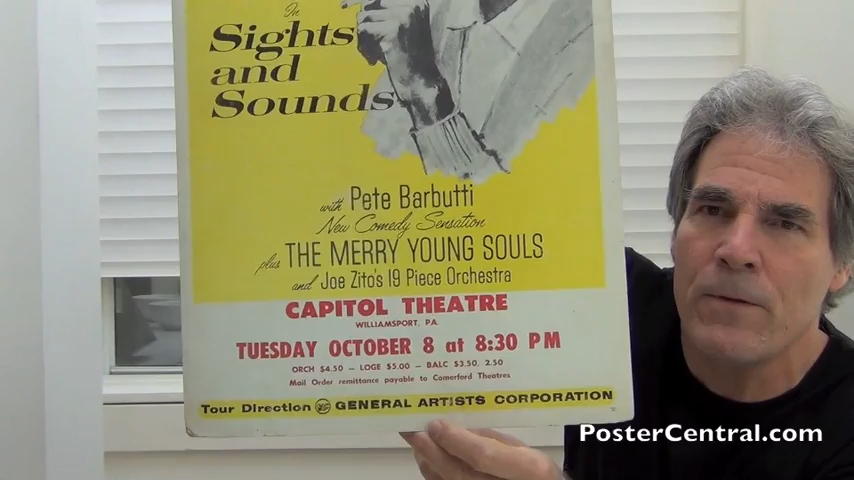 In
Sights
and
Sounds
with Pete Barbutti
New Comedy Sensation
plus THE MERRY YOUNG SOULS
and Joe Zito's 19 Piece Orchestra
CAPITOL THEATRE
WILLIAMSPORT, PA.
TUESDAY OCTOBER 8 at 8:30 PM
ORCH $4.50 — LOGE $5.00 — BALC $3.50, 2.50
Mail Order remittance payable to Comerford Theatres
Tour Direction GENERAL ARTISTS CORPORATION
PosterCentral.com